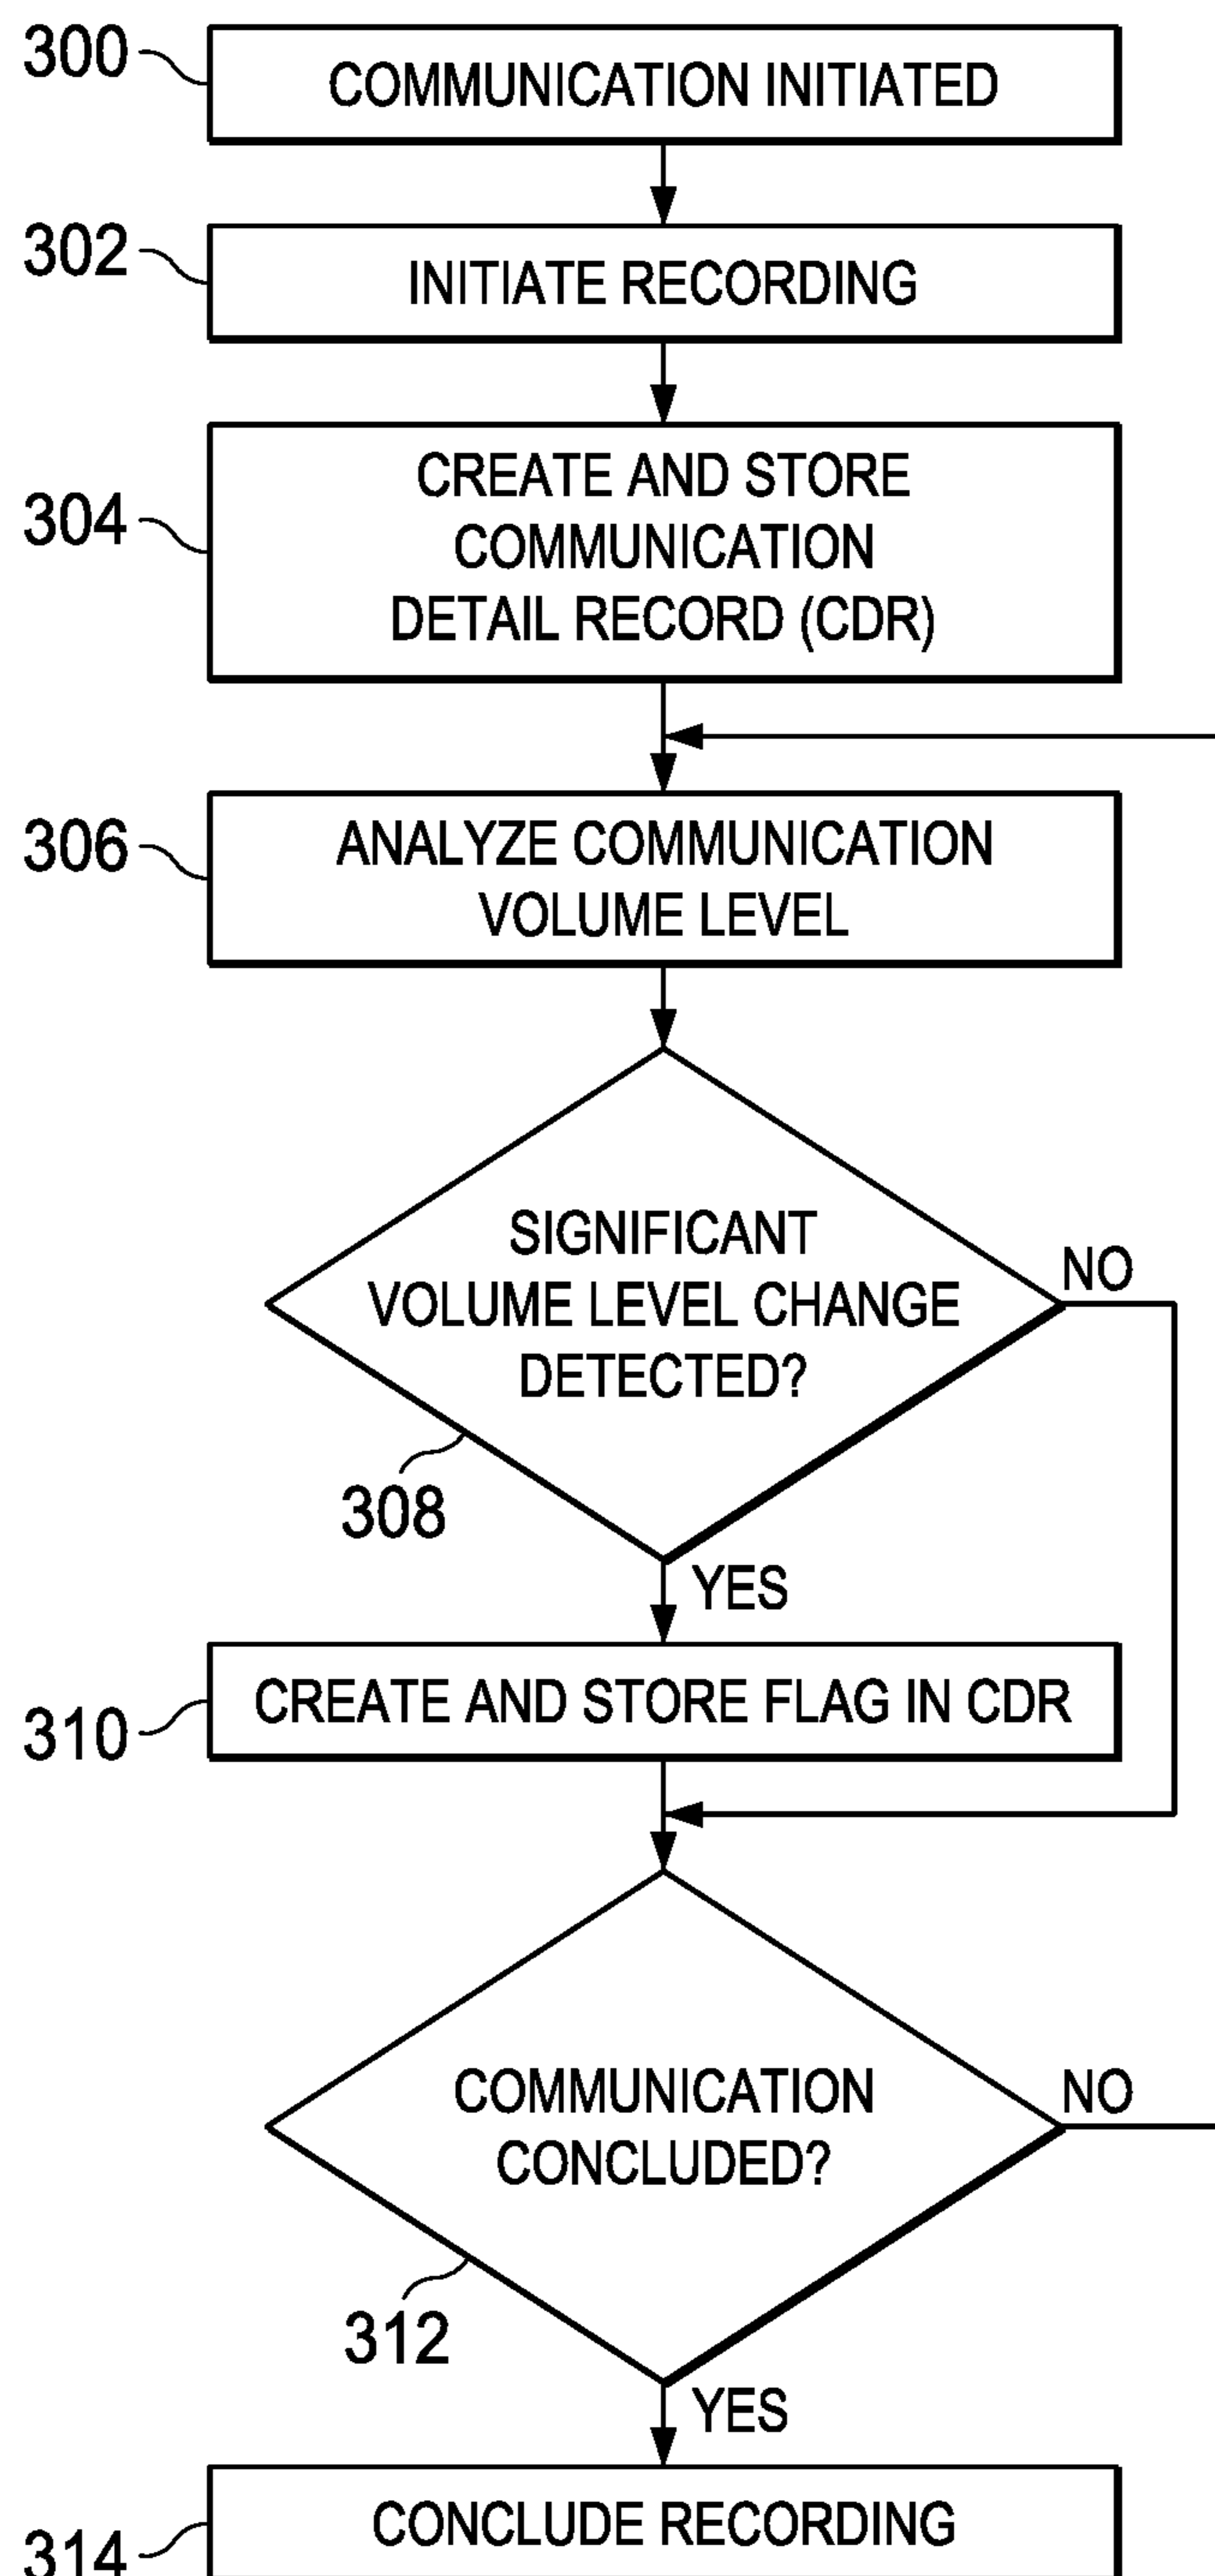 300
COMMUNICATION INITIATED
302
INITIATE RECORDING
304
CREATE AND STORE
COMMUNICATION
DETAIL RECORD (CDR)
306
ANALYZE COMMUNICATION
VOLUME LEVEL
SIGNIFICANT
VOLUME LEVEL CHANGE
DETECTED?
NO
308
YES
310
CREATE AND STORE FLAG IN CDR
COMMUNICATION
CONCLUDED?
NO
312
YES
314
CONCLUDE RECORDING